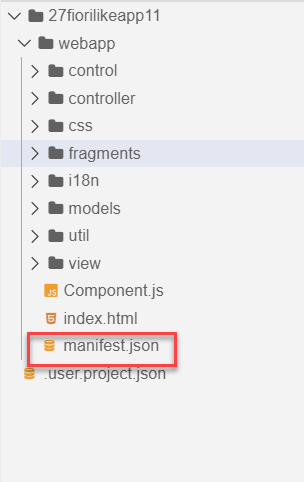 27fiorilikeapp11
webapp
control
controller
css
fragments
i18n
models
util
view
JS Component.js
index.html
manifest.json
.user.project.json